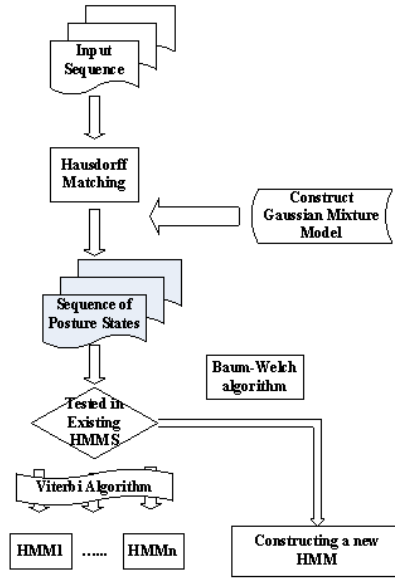 Input
Sequence
Hausdorff
Matching
Construct
Gaussian Mixture
Model
Sequence of
Posture States
Baum-Welch
algorithm
Tested in
Existing
HMMS
Viterbi Algorithm
HMM1 ...... HMMn
Constructing a new
HMM